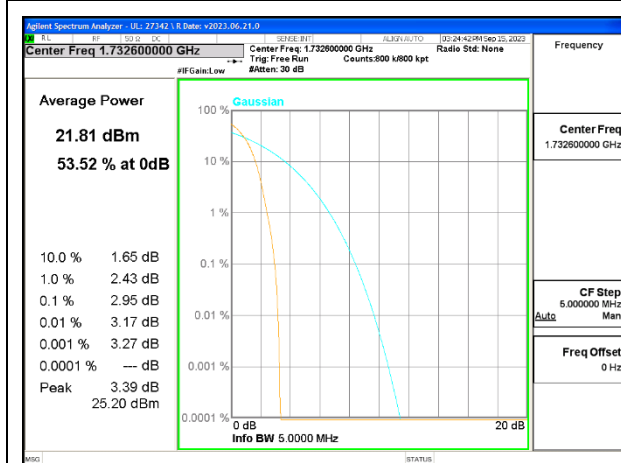 Agilent Spectrum Analyzer - UL: 27342 \ R Date: v2023.06.21.0
RL RF 50 Ω DC SENSE:INT ALIGN AUTO 03:24:42 PM Sep 15, 2023
Center Freq 1.732600000 GHz
Center Freq: 1.732600000 GHz Radio Std: None
Trig: Free Run Counts:800 k/800 kpt
#IFGain:Low #Atten: 30 dB
Frequency
Average Power
21.81 dBm
53.52 % at 0dB
10.0 % 1.65 dB
1.0 % 2.43 dB
0.1 % 2.95 dB
0.01 % 3.17 dB
0.001 % 3.27 dB
0.0001 % --- dB
Peak 3.39 dB
25.20 dBm
Gaussian
100 %
10 %
1 %
0.1 %
0.01 %
0.001 %
0.0001 %
0 dB 20 dB
Info BW 5.0000 MHz
Center Freq
1.732600000 GHz
CF Step
5.000000 MHz
Auto Man
Freq Offset
0 Hz
MSG STATUS